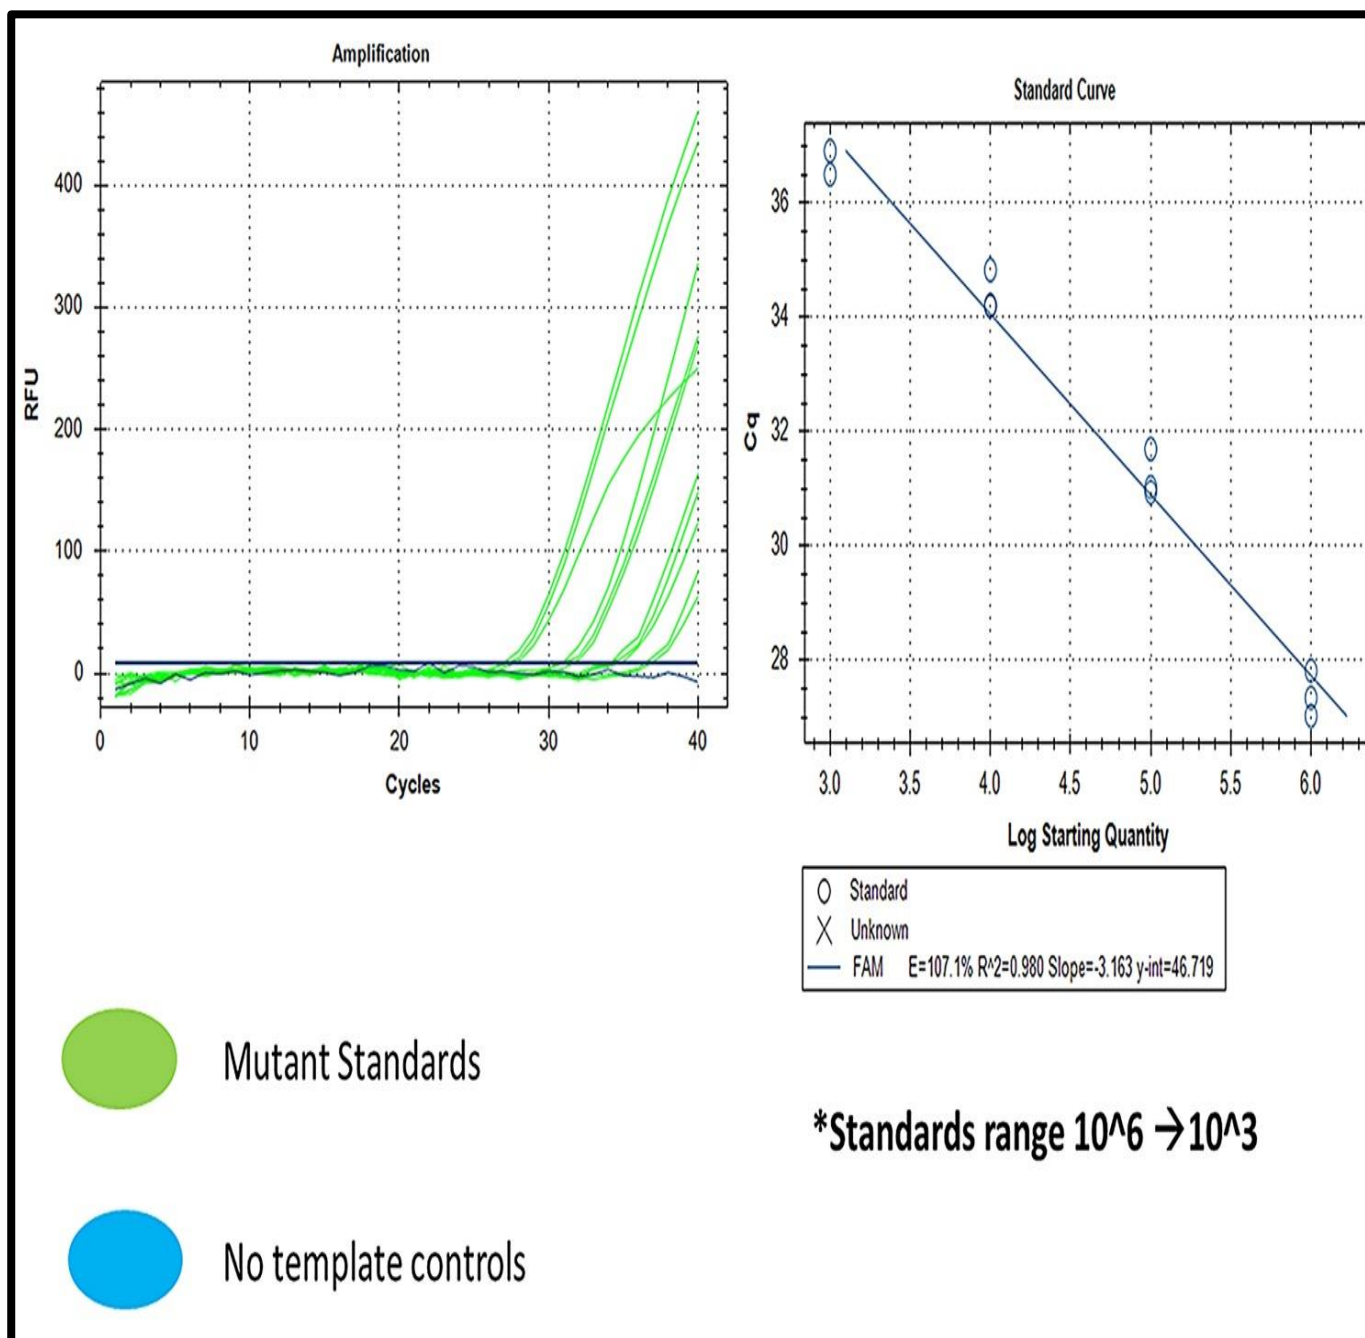 Amplification
400
300
200
100
0
RFU
0 10 20 30 40
Cycles
Standard Curve
36
34
32
30
28
Cq
3.0 3.5 4.0 4.5 5.0 5.5 6.0
Log Starting Quantity
Standard
Unknown
FAM E=107.1% R^2=0.980 Slope=-3.163 y-int=46.719
Mutant Standards
*Standards range 10^6 →10^3
No template controls